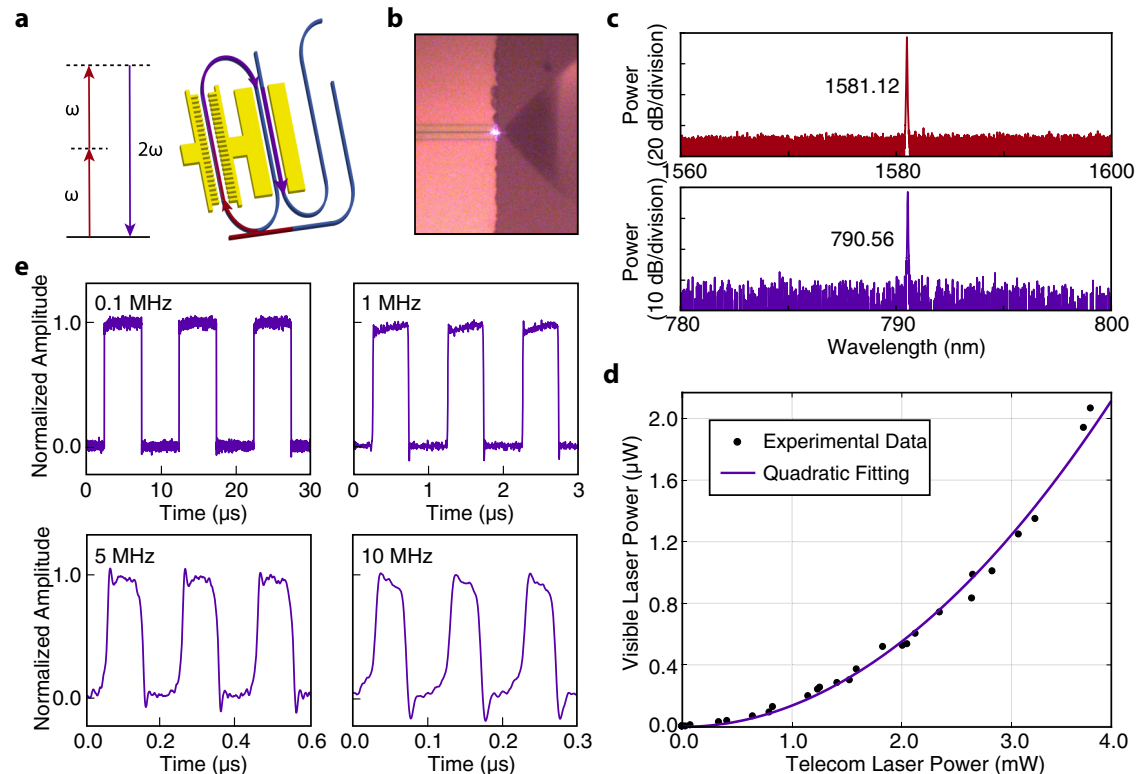 a
ω
ω
2ω
b
c
Power
(20 dB/division)
1581.12
1560
1580
1600
Power
(10 dB/division)
790.56
780
790
800
Wavelength (nm)
e
Normalized Amplitude
0.1 MHz
1.0
0.0
0
10
20
30
Time (µs)
1 MHz
0
1
2
3
Time (µs)
Normalized Amplitude
5 MHz
1.0
0.0
0.0
0.2
0.4
0.6
Time (µs)
10 MHz
0.0
0.1
0.2
0.3
Time (µs)
d
Visible Laser Power (µW)
2.0
1.6
1.2
0.8
0.4
0.0
Experimental Data
Quadratic Fitting
0.0
1.0
2.0
3.0
4.0
Telecom Laser Power (mW)